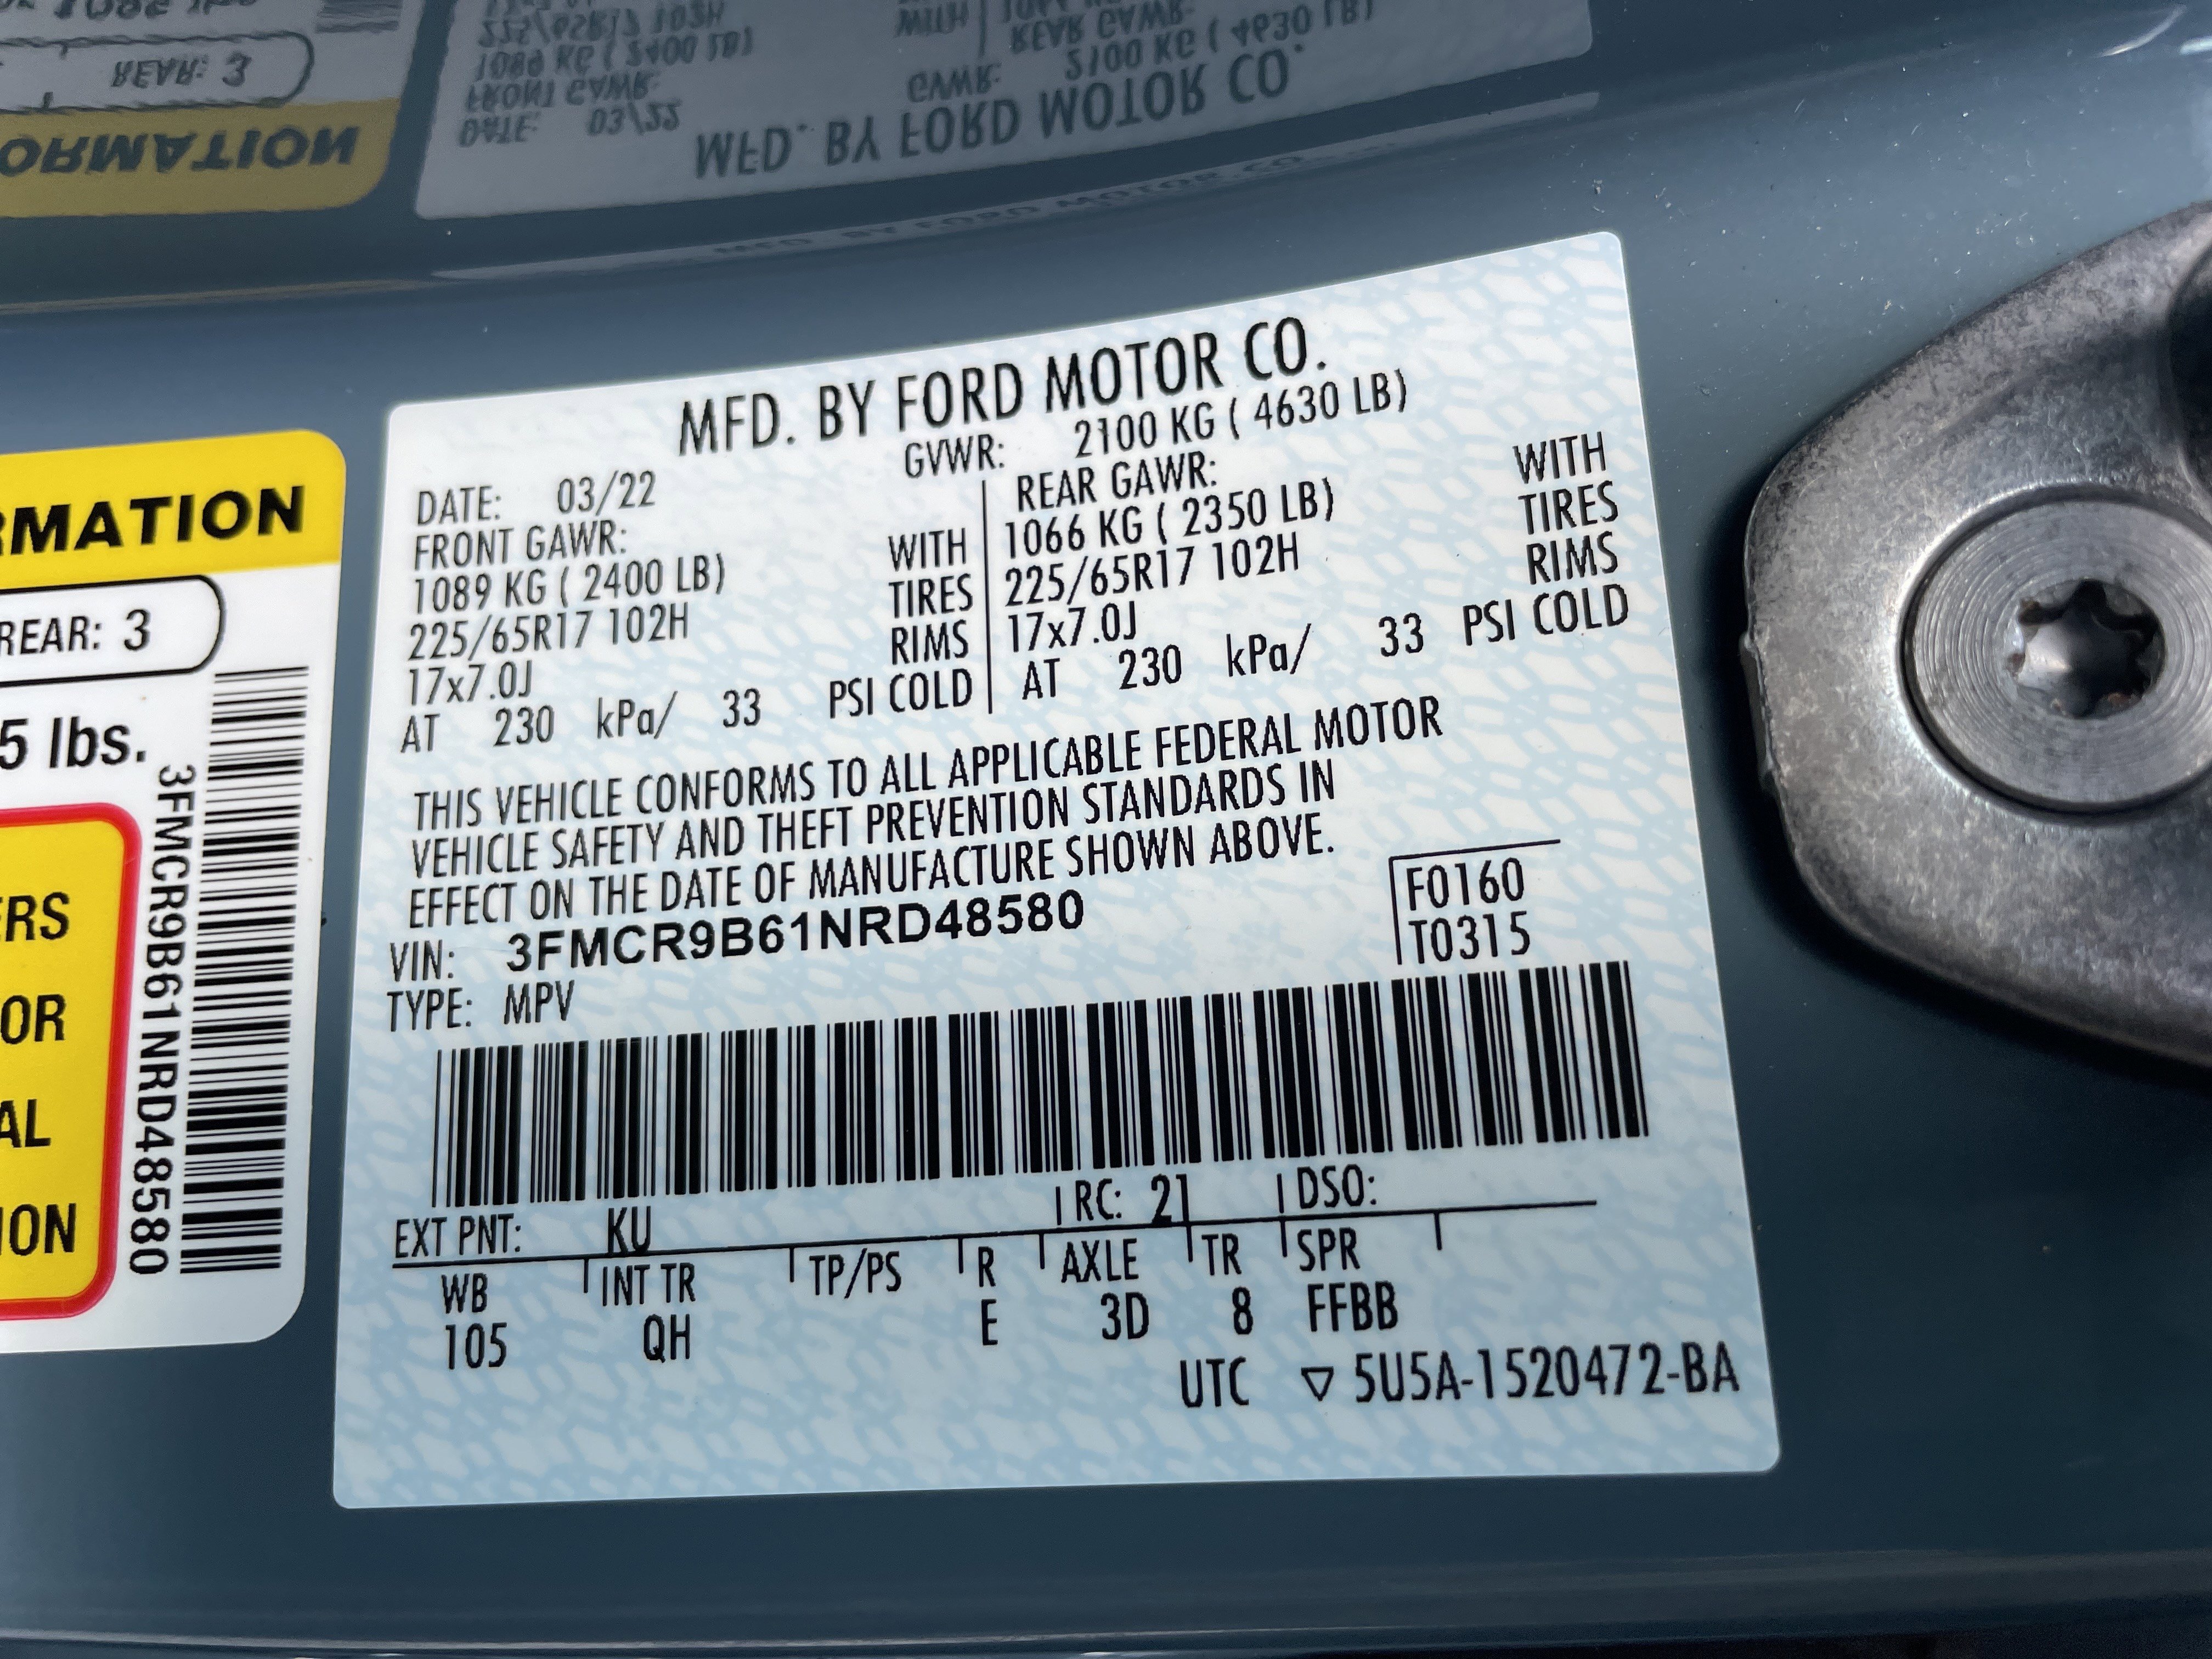 MFD. BY FORD MOTOR CO.
GVWR: 2100 KG ( 4630 LB)
DATE: 03/22
FRONT GAWR:
1089 KG ( 2400 LB) WITH
225/65R17 102H TIRES
17x7.0J RIMS
AT 230 kPa/ 33 PSI COLD
REAR GAWR:
1066 KG ( 2350 LB) WITH
225/65R17 102H TIRES
17x7.0J RIMS
AT 230 kPa/ 33 PSI COLD
THIS VEHICLE CONFORMS TO ALL APPLICABLE FEDERAL MOTOR
VEHICLE SAFETY AND THEFT PREVENTION STANDARDS IN
EFFECT ON THE DATE OF MANUFACTURE SHOWN ABOVE.
VIN: 3FMCR9B61NRD48580
TYPE: MPV
F0160
T0315
EXT PNT: KU RC: 21 DSO:
WB INT TR TP/PS R AXLE TR SPR
105 QH E 3D 8 FFBB
UTC ▽ 5U5A-1520472-BA
RMATION
REAR: 3
5 lbs.
3FMCR9B61NRD48580
ERS
OR
AL
ION